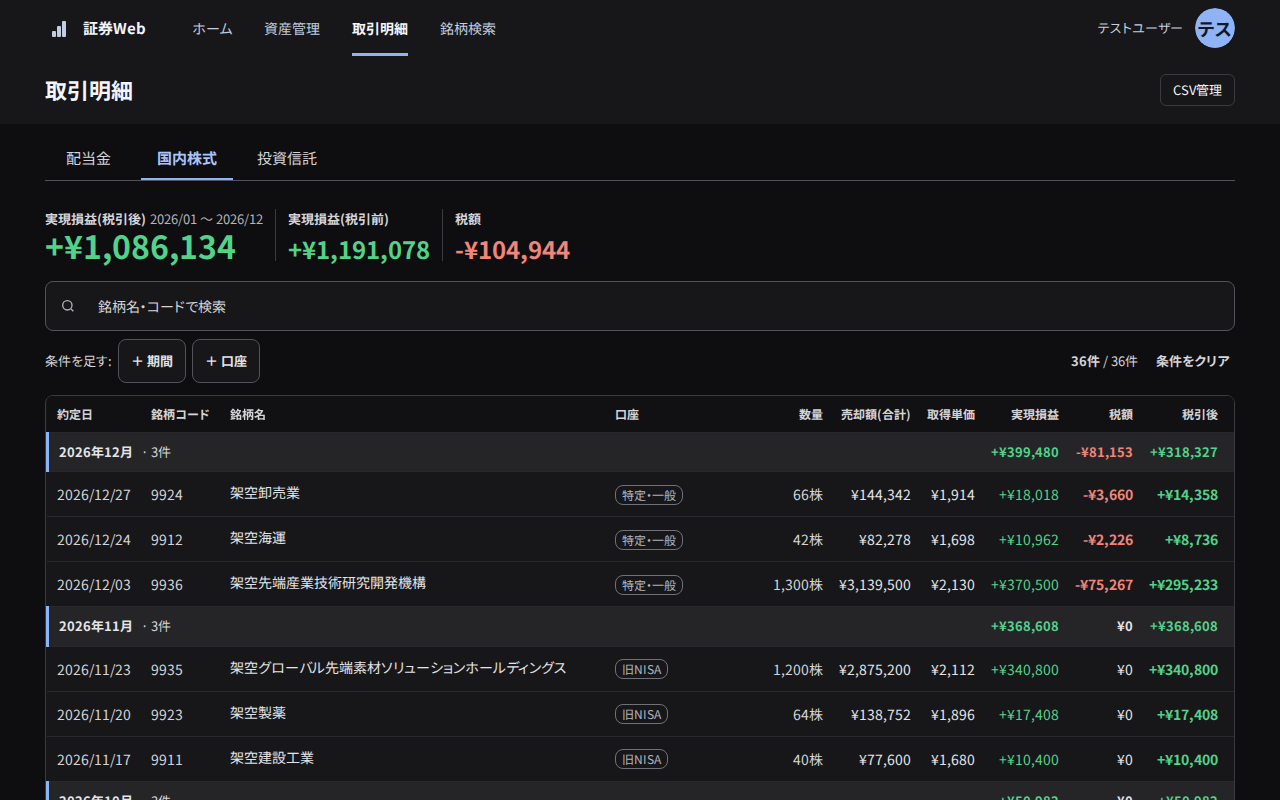 証券Web ホーム 資産管理 取引明細 銘柄検索 テストユーザー テス
取引明細 CSV管理
配当金 国内株式 投資信託
実現損益(税引後) 2026/01 〜 2026/12 実現損益(税引前) 税額
+¥1,086,134 +¥1,191,078 -¥104,944
銘柄名・コードで検索
条件を足す: + 期間 + 口座 36件 / 36件 条件をクリア
約定日 銘柄コード 銘柄名 口座 数量 売却額(合計) 取得単価 実現損益 税額 税引後
2026年12月 · 3件 +¥399,480 -¥81,153 +¥318,327
2026/12/27 9924 架空卸売業 特定・一般 66株 ¥144,342 ¥1,914 +¥18,018 -¥3,660 +¥14,358
2026/12/24 9912 架空海運 特定・一般 42株 ¥82,278 ¥1,698 +¥10,962 -¥2,226 +¥8,736
2026/12/03 9936 架空先端産業技術研究開発機構 特定・一般 1,300株 ¥3,139,500 ¥2,130 +¥370,500 -¥75,267 +¥295,233
2026年11月 · 3件 +¥368,608 ¥0 +¥368,608
2026/11/23 9935 架空グローバル先端素材ソリューションホールディングス 旧NISA 1,200株 ¥2,875,200 ¥2,112 +¥340,800 ¥0 +¥340,800
2026/11/20 9923 架空製薬 旧NISA 64株 ¥138,752 ¥1,896 +¥17,408 ¥0 +¥17,408
2026/11/17 9911 架空建設工業 旧NISA 40株 ¥77,600 ¥1,680 +¥10,400 ¥0 +¥10,400